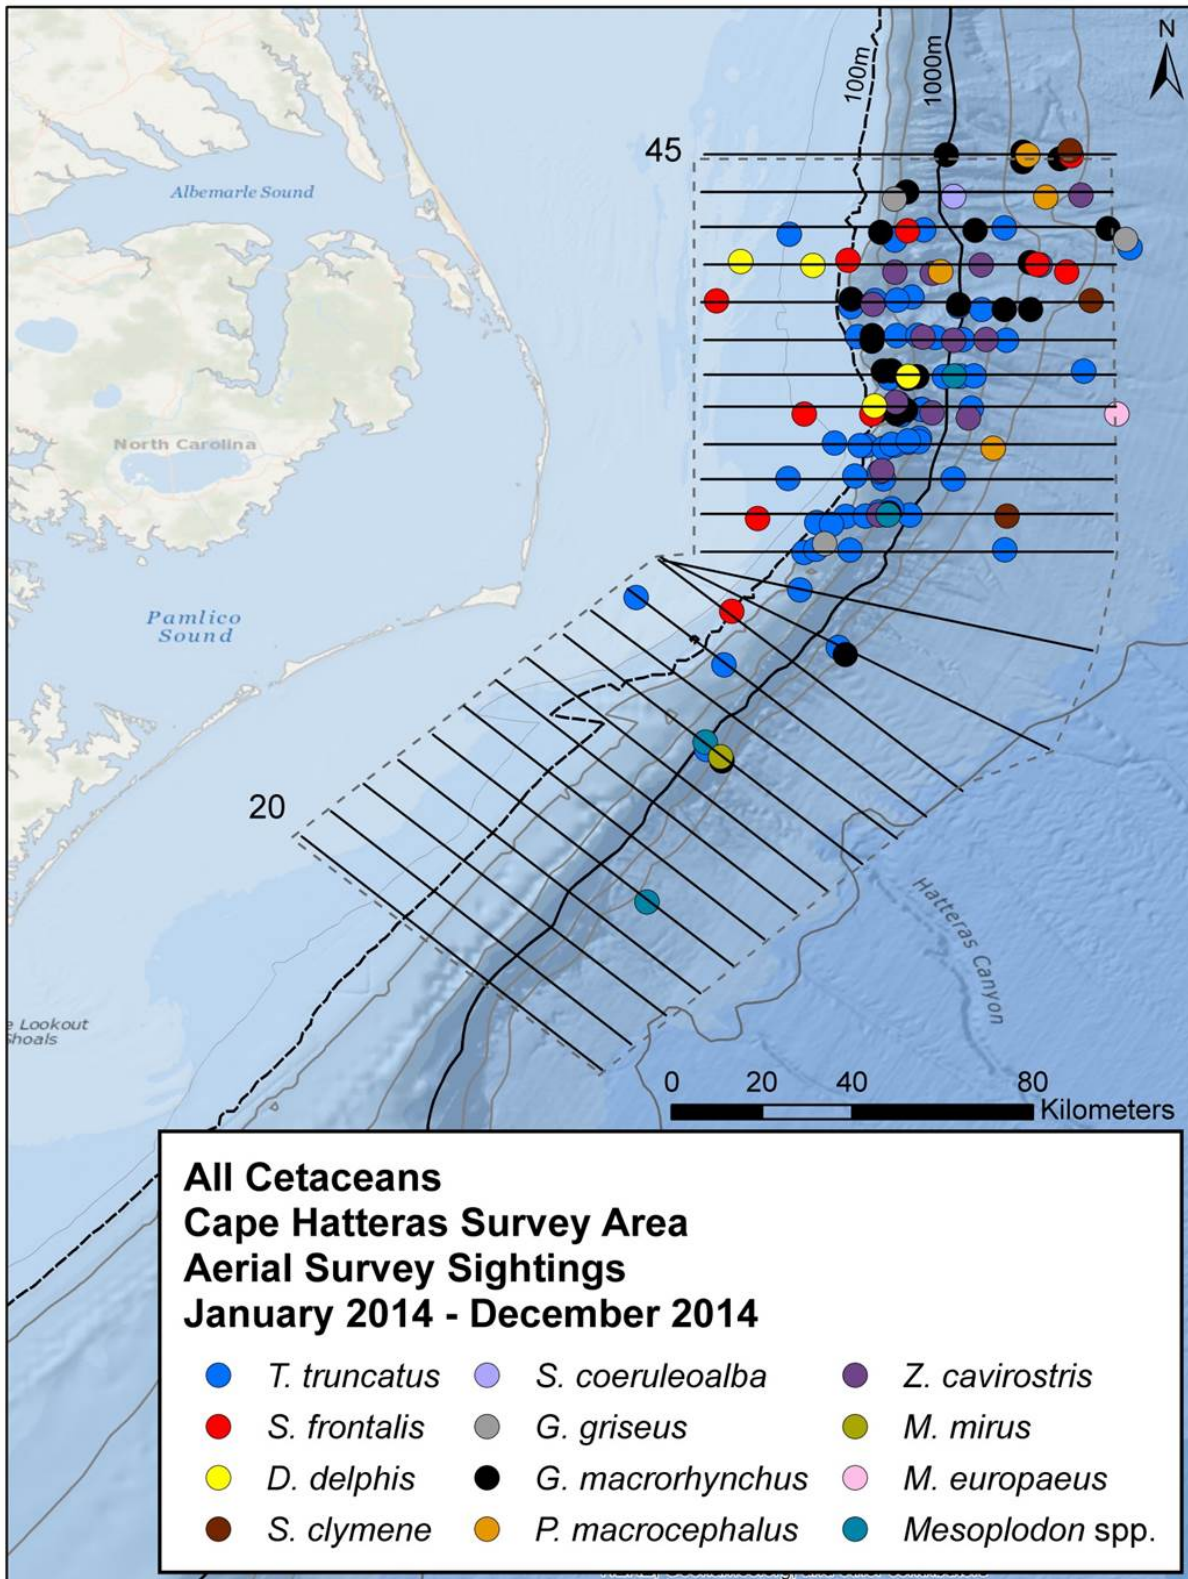 N
100m
1000m
45
Albemarle Sound
North Carolina
Pamlico
Sound
20
Hatteras Canyon
e Lookout
Shoals
0 20 40 80
Kilometers
All Cetaceans
Cape Hatteras Survey Area
Aerial Survey Sightings
January 2014 - December 2014
T. truncatus S. coeruleoalba Z. cavirostris
S. frontalis G. griseus M. mirus
D. delphis G. macrorhynchus M. europaeus
S. clymene P. macrocephalus Mesoplodon spp.